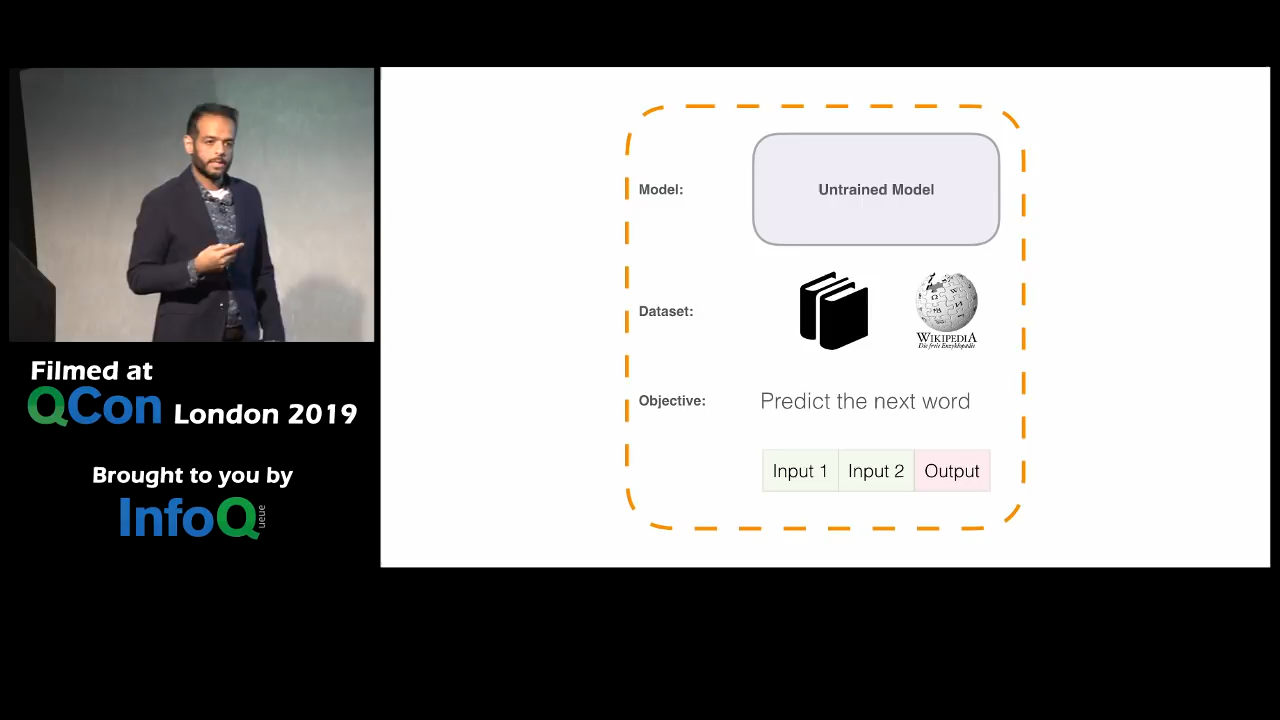 Filmed at
QCon London 2019
Brought to you by
InfoQueue
Model:
Untrained Model
Dataset:
WIKIPEDIA
Die freie Enzyklopädie
Objective:
Predict the next word
Input 1
Input 2
Output